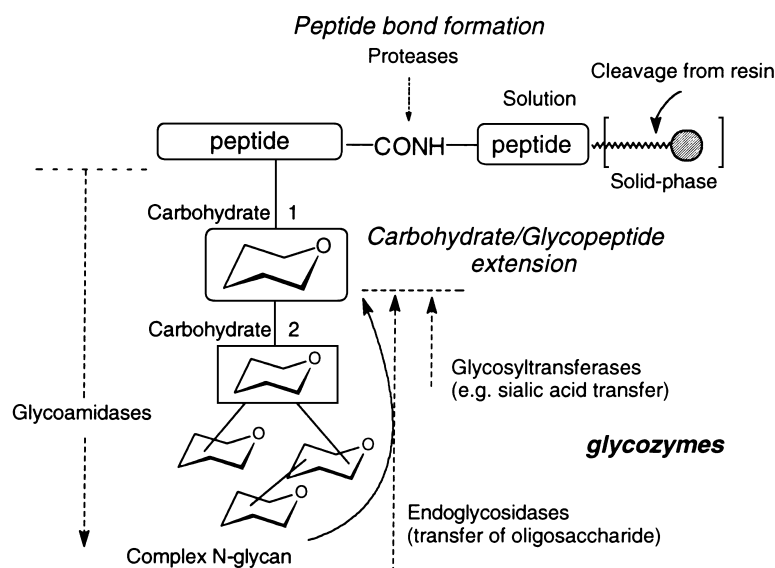 Peptide bond formation
Proteases
Cleavage from resin
Solution
peptide
CONH
peptide
Solid-phase
Carbohydrate 1
O
Carbohydrate/Glycopeptide
extension
Carbohydrate 2
O
Glycosyltransferases
(e.g. sialic acid transfer)
Glycoamidases
O
O
glycozymes
O
Endoglycosidases
(transfer of oligosaccharide)
Complex N-glycan